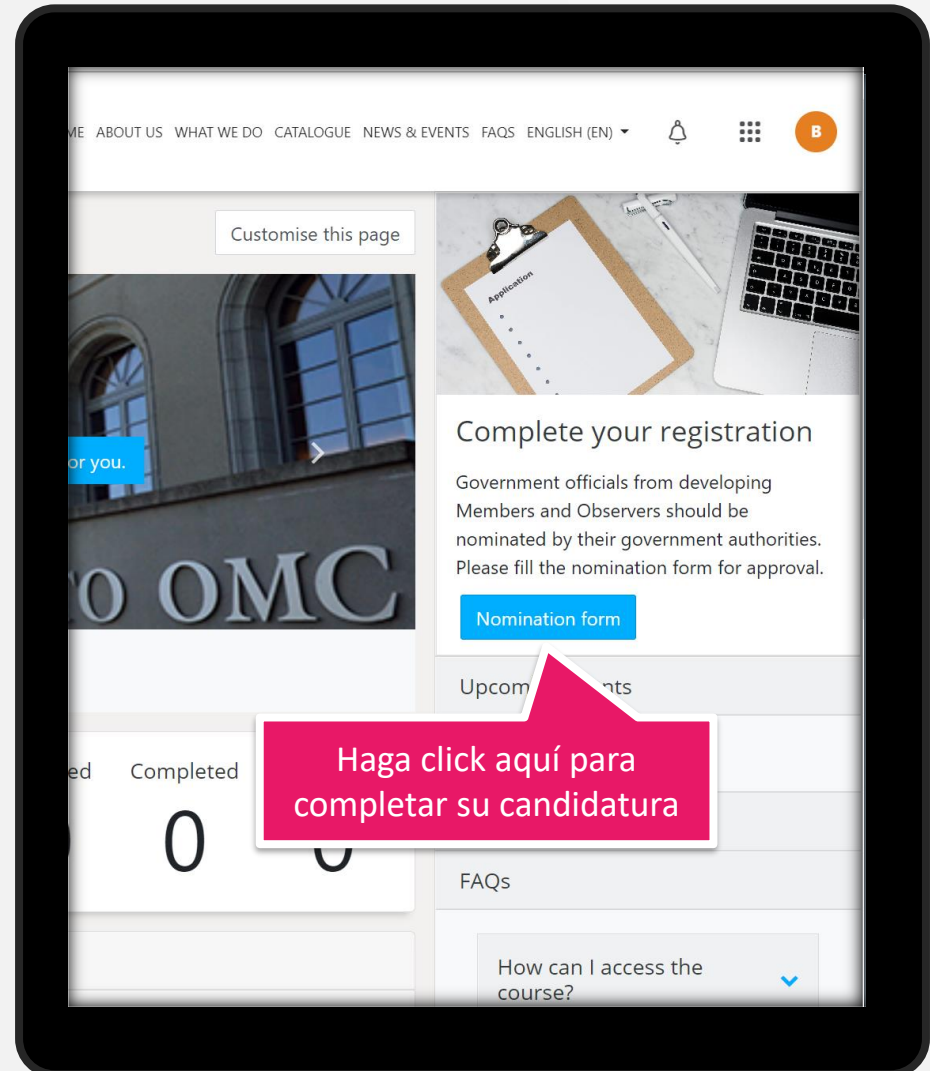 ME ABOUT US WHAT WE DO CATALOGUE NEWS & EVENTS FAQS ENGLISH (EN)
B
Customise this page
Application
or you.
TO OMC
Complete your registration
Government officials from developing
Members and Observers should be
nominated by their government authorities.
Please fill the nomination form for approval.
Nomination form
Haga click aquí para
completar su candidatura
ed Completed
0 0 0
FAQs
How can I access the
course?